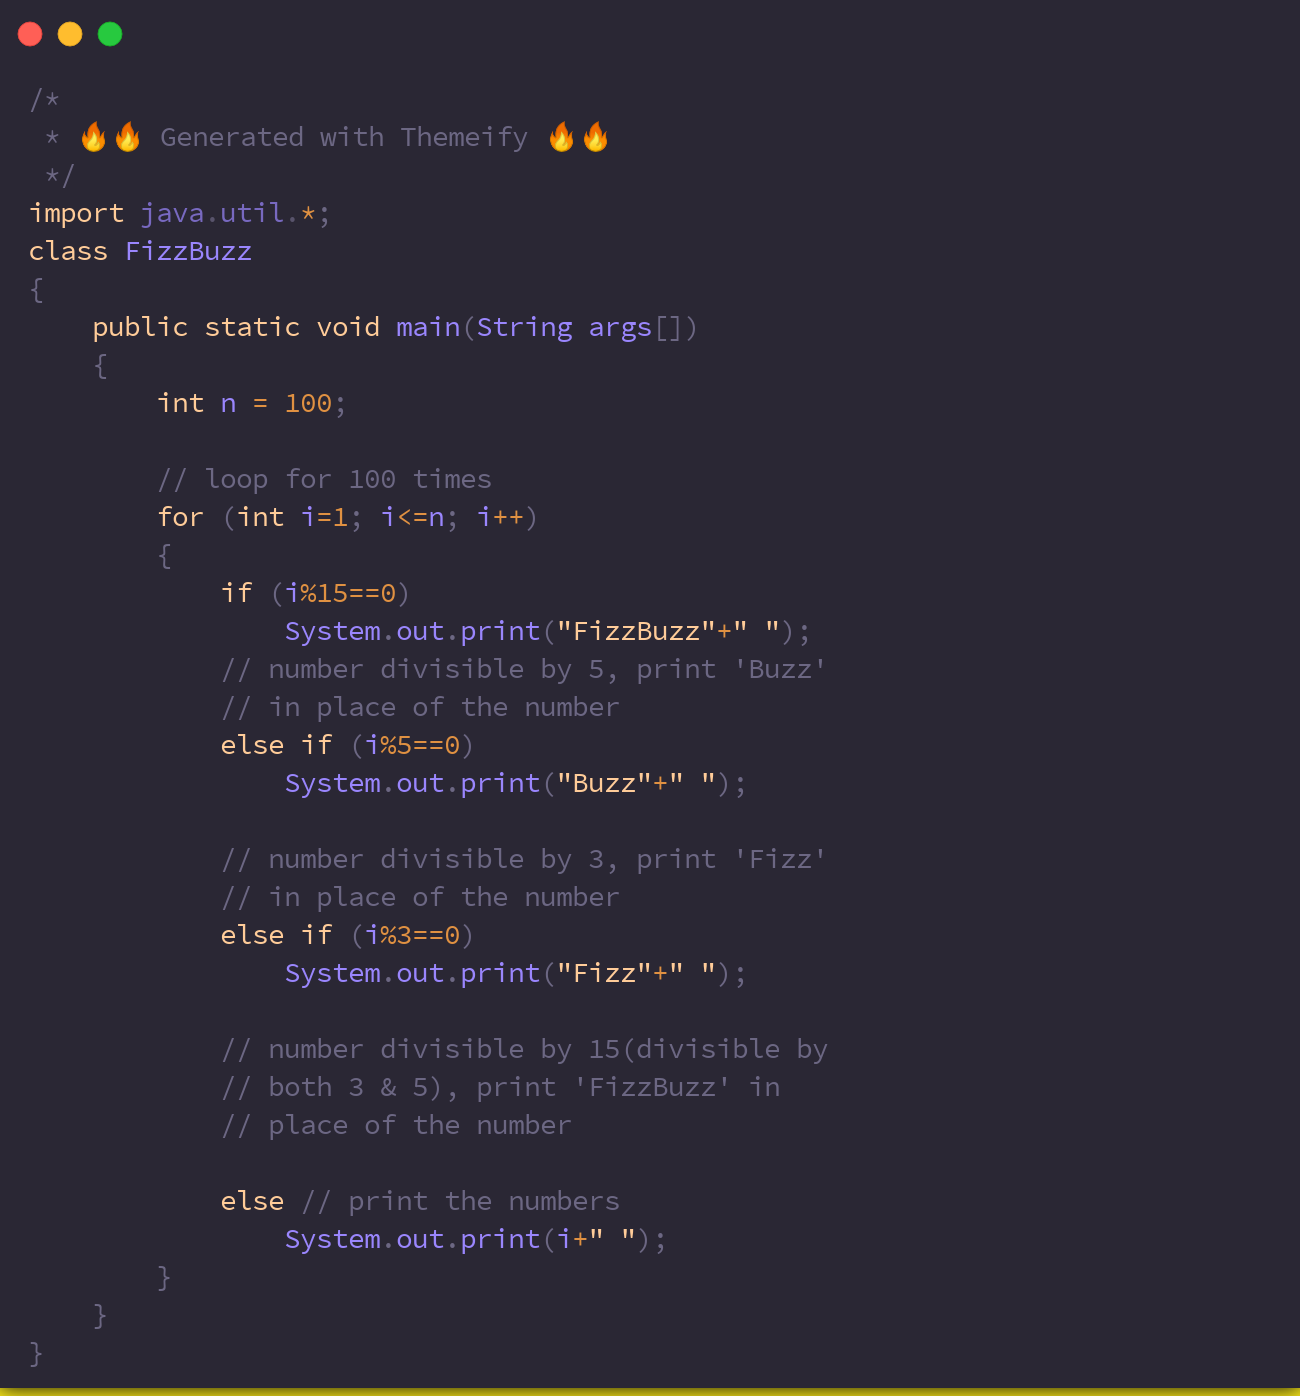 /*
 * 🔥🔥 Generated with Themeify 🔥🔥
 */
import java.util.*;
class FizzBuzz
{
    public static void main(String args[])
    {
        int n = 100;

        // loop for 100 times
        for (int i=1; i<=n; i++)
        {
            if (i%15==0)
                System.out.print("FizzBuzz"+" ");
            // number divisible by 5, print 'Buzz'
            // in place of the number
            else if (i%5==0)
                System.out.print("Buzz"+" ");

            // number divisible by 3, print 'Fizz'
            // in place of the number
            else if (i%3==0)
                System.out.print("Fizz"+" ");

            // number divisible by 15(divisible by
            // both 3 & 5), print 'FizzBuzz' in
            // place of the number

            else // print the numbers
                System.out.print(i+" ");
        }
    }
}